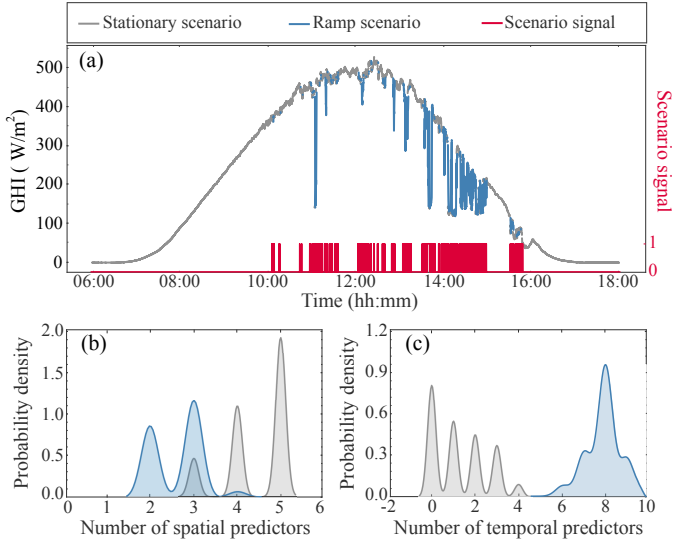 Stationary scenario Ramp scenario Scenario signal
(a)
500
400
300
200
100
0
GHI ( W/m²)
1
0
Scenario signal
06:00 08:00 10:00 12:00 14:00 16:00 18:00
Time (hh:mm)
(b)
2.0
1.5
1.0
0.5
0.0
Probability density
0 1 2 3 4 5 6
Number of spatial predictors
(c)
1.2
0.9
0.6
0.3
0.0
Probability density
-2 0 2 4 6 8 10
Number of temporal predictors